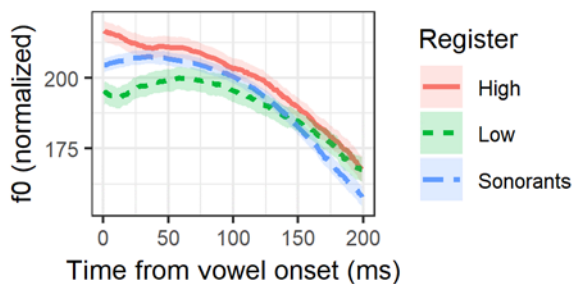 f0 (normalized)
200
175
0 50 100 150 200
Time from vowel onset (ms)
Register
High
Low
Sonorants